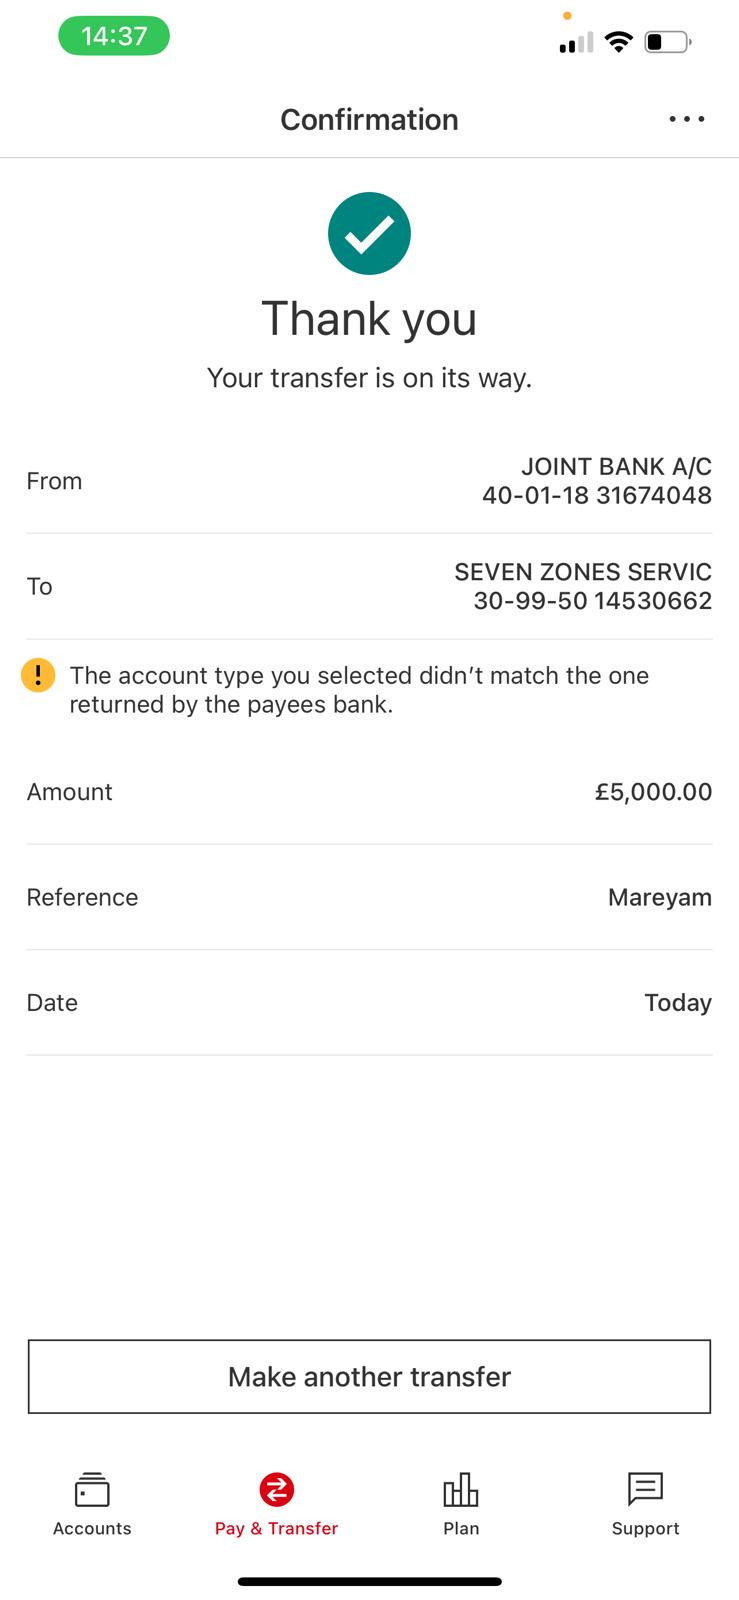 14:37
Confirmation
Thank you
Your transfer is on its way.
From
JOINT BANK A/C
40-01-18 31674048
To
SEVEN ZONES SERVIC
30-99-50 14530662
! The account type you selected didn't match the one
returned by the payees bank.
Amount £5,000.00
Reference Mareyam
Date Today
Make another transfer
Accounts Pay & Transfer Plan Support